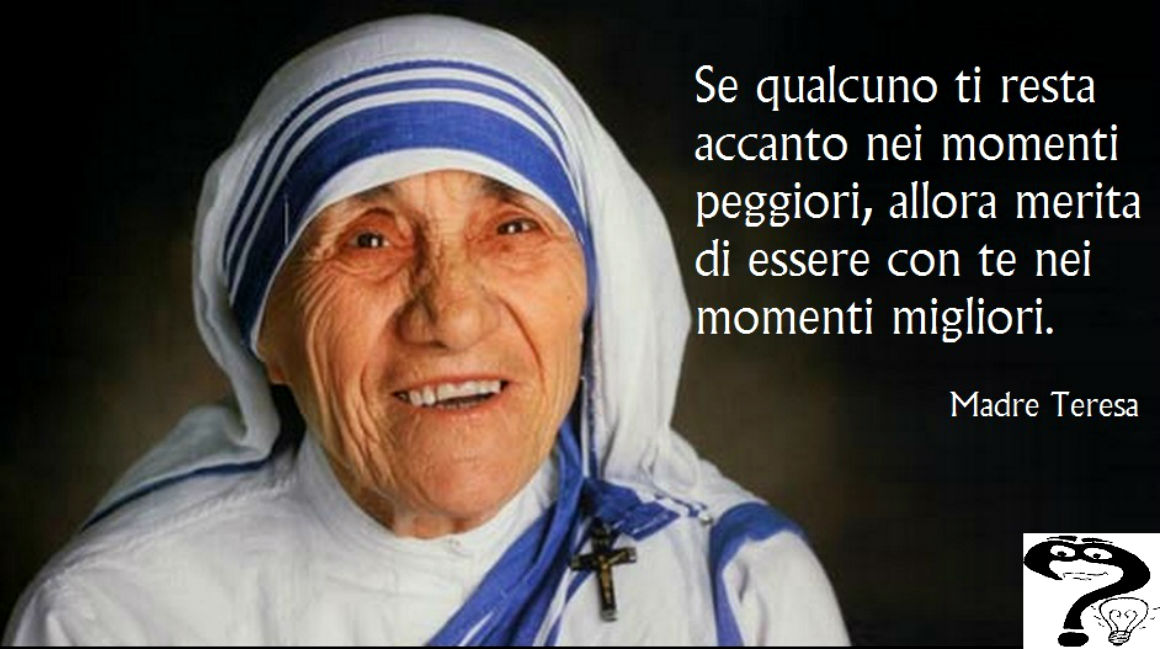 Se qualcuno ti resta
accanto nei momenti
peggiori, allora merita
di essere con te nei
momenti migliori.
Madre Teresa